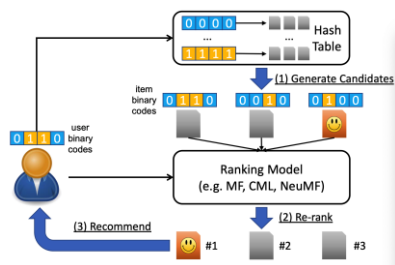 0 0 0 0
...
...
1 1 1 1
Hash
Table
(1) Generate Candidates
item
binary
codes
0 1 1 0
0 0 1 0
0 1 0 0
0 1 1 0
user
binary
codes
Ranking Model
(e.g. MF, CML, NeuMF)
(3) Recommend
(2) Re-rank
#1
#2
#3